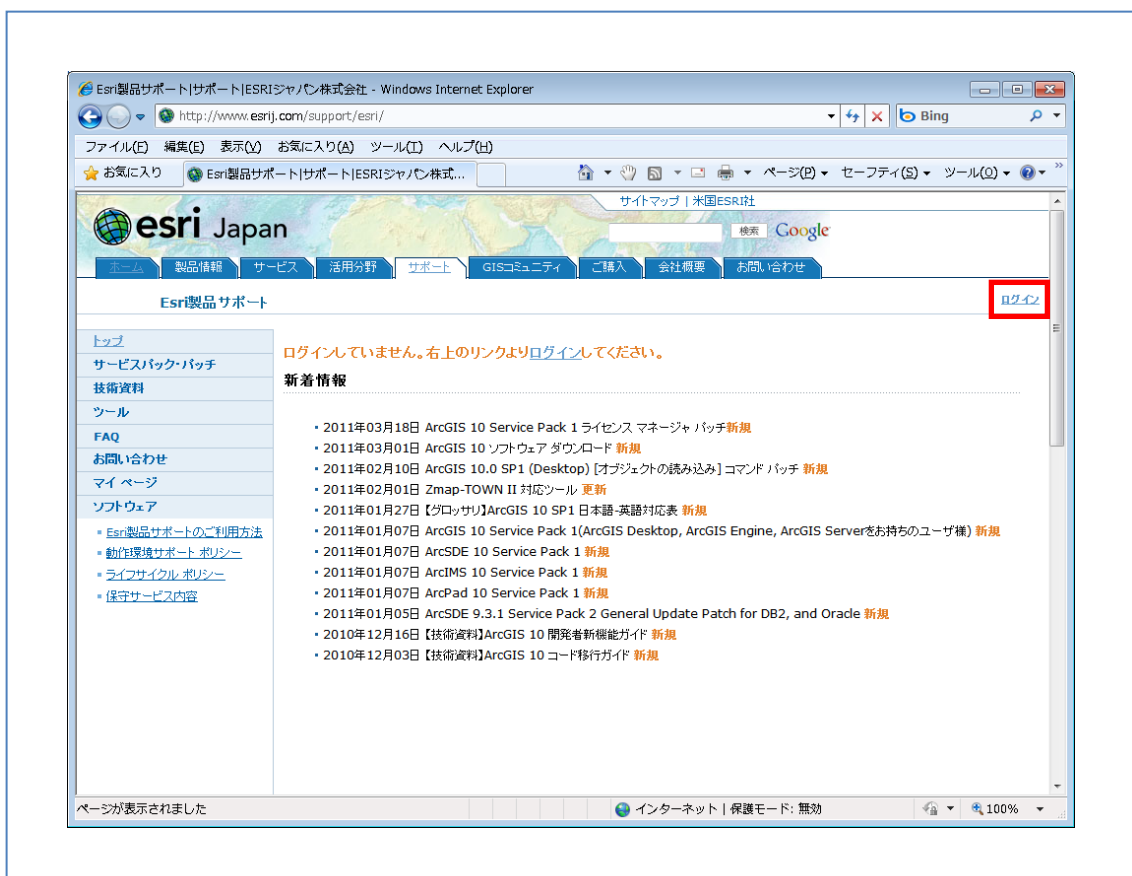 Esri製品サポート|サポート|ESRIジャパン株式会社 - Windows Internet Explorer
http://www.esrij.com/support/esri/
Bing
ファイル(F) 編集(E) 表示(V) お気に入り(A) ツール(T) ヘルプ(H)
お気に入り Esri製品サポート|サポート|ESRIジャパン株式... ページ(P) セーフティ(S) ツール(O)
サイトマップ | 米国ESRI社
esri Japan
検索 Google
ホーム 製品情報 サービス 活用分野 サポート GISコミュニティ ご購入 会社概要 お問い合わせ
Esri製品サポート ログイン
トップ
サービスパック・パッチ
技術資料
ツール
FAQ
お問い合わせ
マイ ページ
ソフトウェア
Esri製品サポートのご利用方法
動作環境サポート ポリシー
ライフサイクル ポリシー
保守サービス内容
ログインしていません。右上のリンクよりログインしてください。
新着情報
2011年03月18日 ArcGIS 10 Service Pack 1 ライセンス マネージャ パッチ新規
2011年03月01日 ArcGIS 10 ソフトウェア ダウンロード 新規
2011年02月10日 ArcGIS 10.0 SP1 (Desktop) [オブジェクトの読み込み] コマンド パッチ 新規
2011年02月01日 Zmap-TOWN II 対応ツール 更新
2011年01月27日【グロッサリ】ArcGIS 10 SP1 日本語-英語対応表 新規
2011年01月07日 ArcGIS 10 Service Pack 1(ArcGIS Desktop, ArcGIS Engine, ArcGIS Serverをお持ちのユーザ様) 新規
2011年01月07日 ArcSDE 10 Service Pack 1 新規
2011年01月07日 ArcIMS 10 Service Pack 1 新規
2011年01月07日 ArcPad 10 Service Pack 1 新規
2011年01月05日 ArcSDE 9.3.1 Service Pack 2 General Update Patch for DB2, and Oracle 新規
2010年12月16日【技術資料】ArcGIS 10 開発者新機能ガイド 新規
2010年12月03日【技術資料】ArcGIS 10 コード移行ガイド 新規
ページが表示されました インターネット | 保護モード: 無効 100%